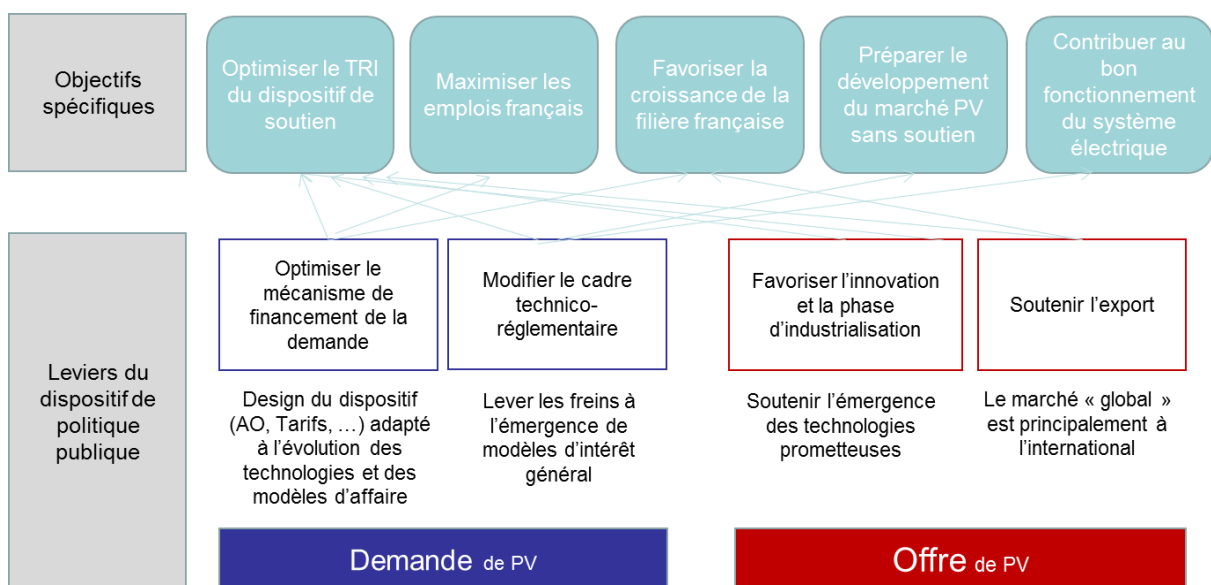 Objectifs
spécifiques
Optimiser le TRI
du dispositif de
soutien
Maximiser les
emplois français
Favoriser la
croissance de la
filière française
Préparer le
développement
du marché PV
sans soutien
Contribuer au
bon
fonctionnement
du système
électrique
Leviers du
dispositif de
politique
publique
Optimiser le
mécanisme de
financement de la
demande
Modifier le cadre
technico-
réglementaire
Favoriser l'innovation
et la phase
d'industrialisation
Soutenir l'export
Design du dispositif
(AO, Tarifs, …) adapté
à l'évolution des
technologies et des
modèles d'affaire
Lever les freins à
l'émergence de
modèles d'intérêt
général
Soutenir l'émergence
des technologies
prometteuses
Le marché « global »
est principalement à
l'international
Demande de PV
Offre de PV